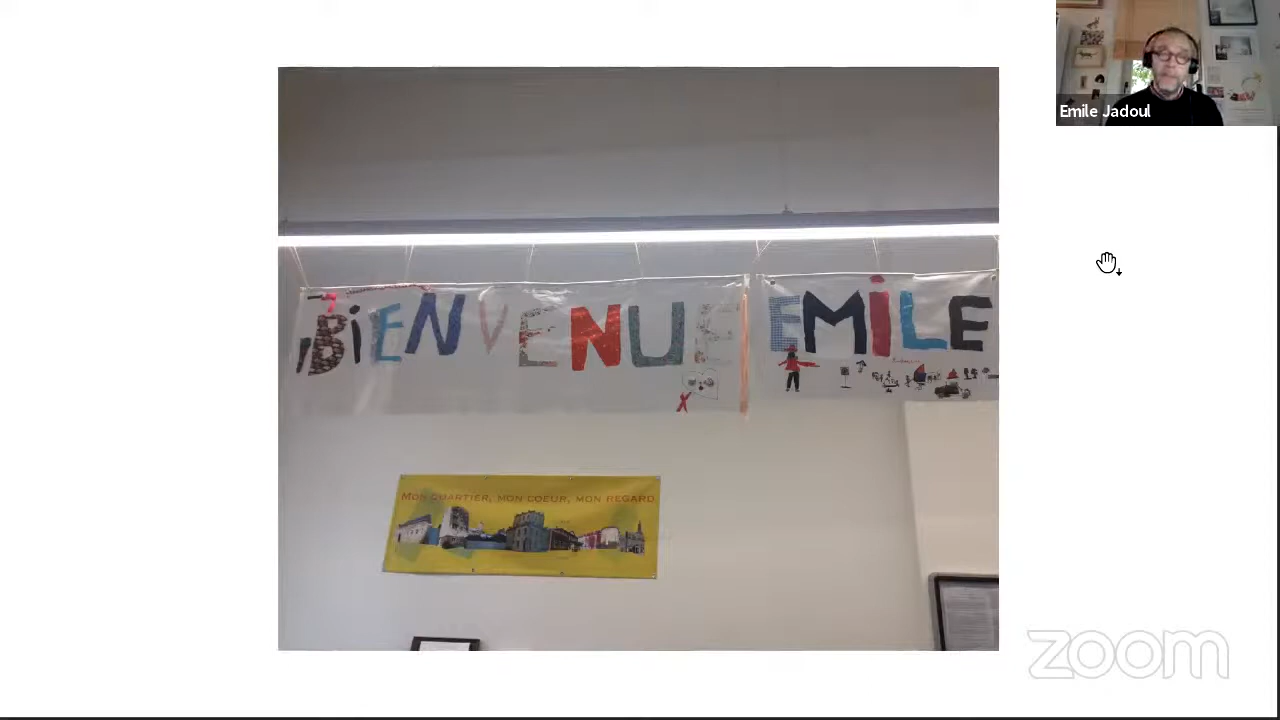 Emile Jadoul
BiENVENUE EMiLE
MON QUARTIER, MON COEUR, MON REGARD
zoom